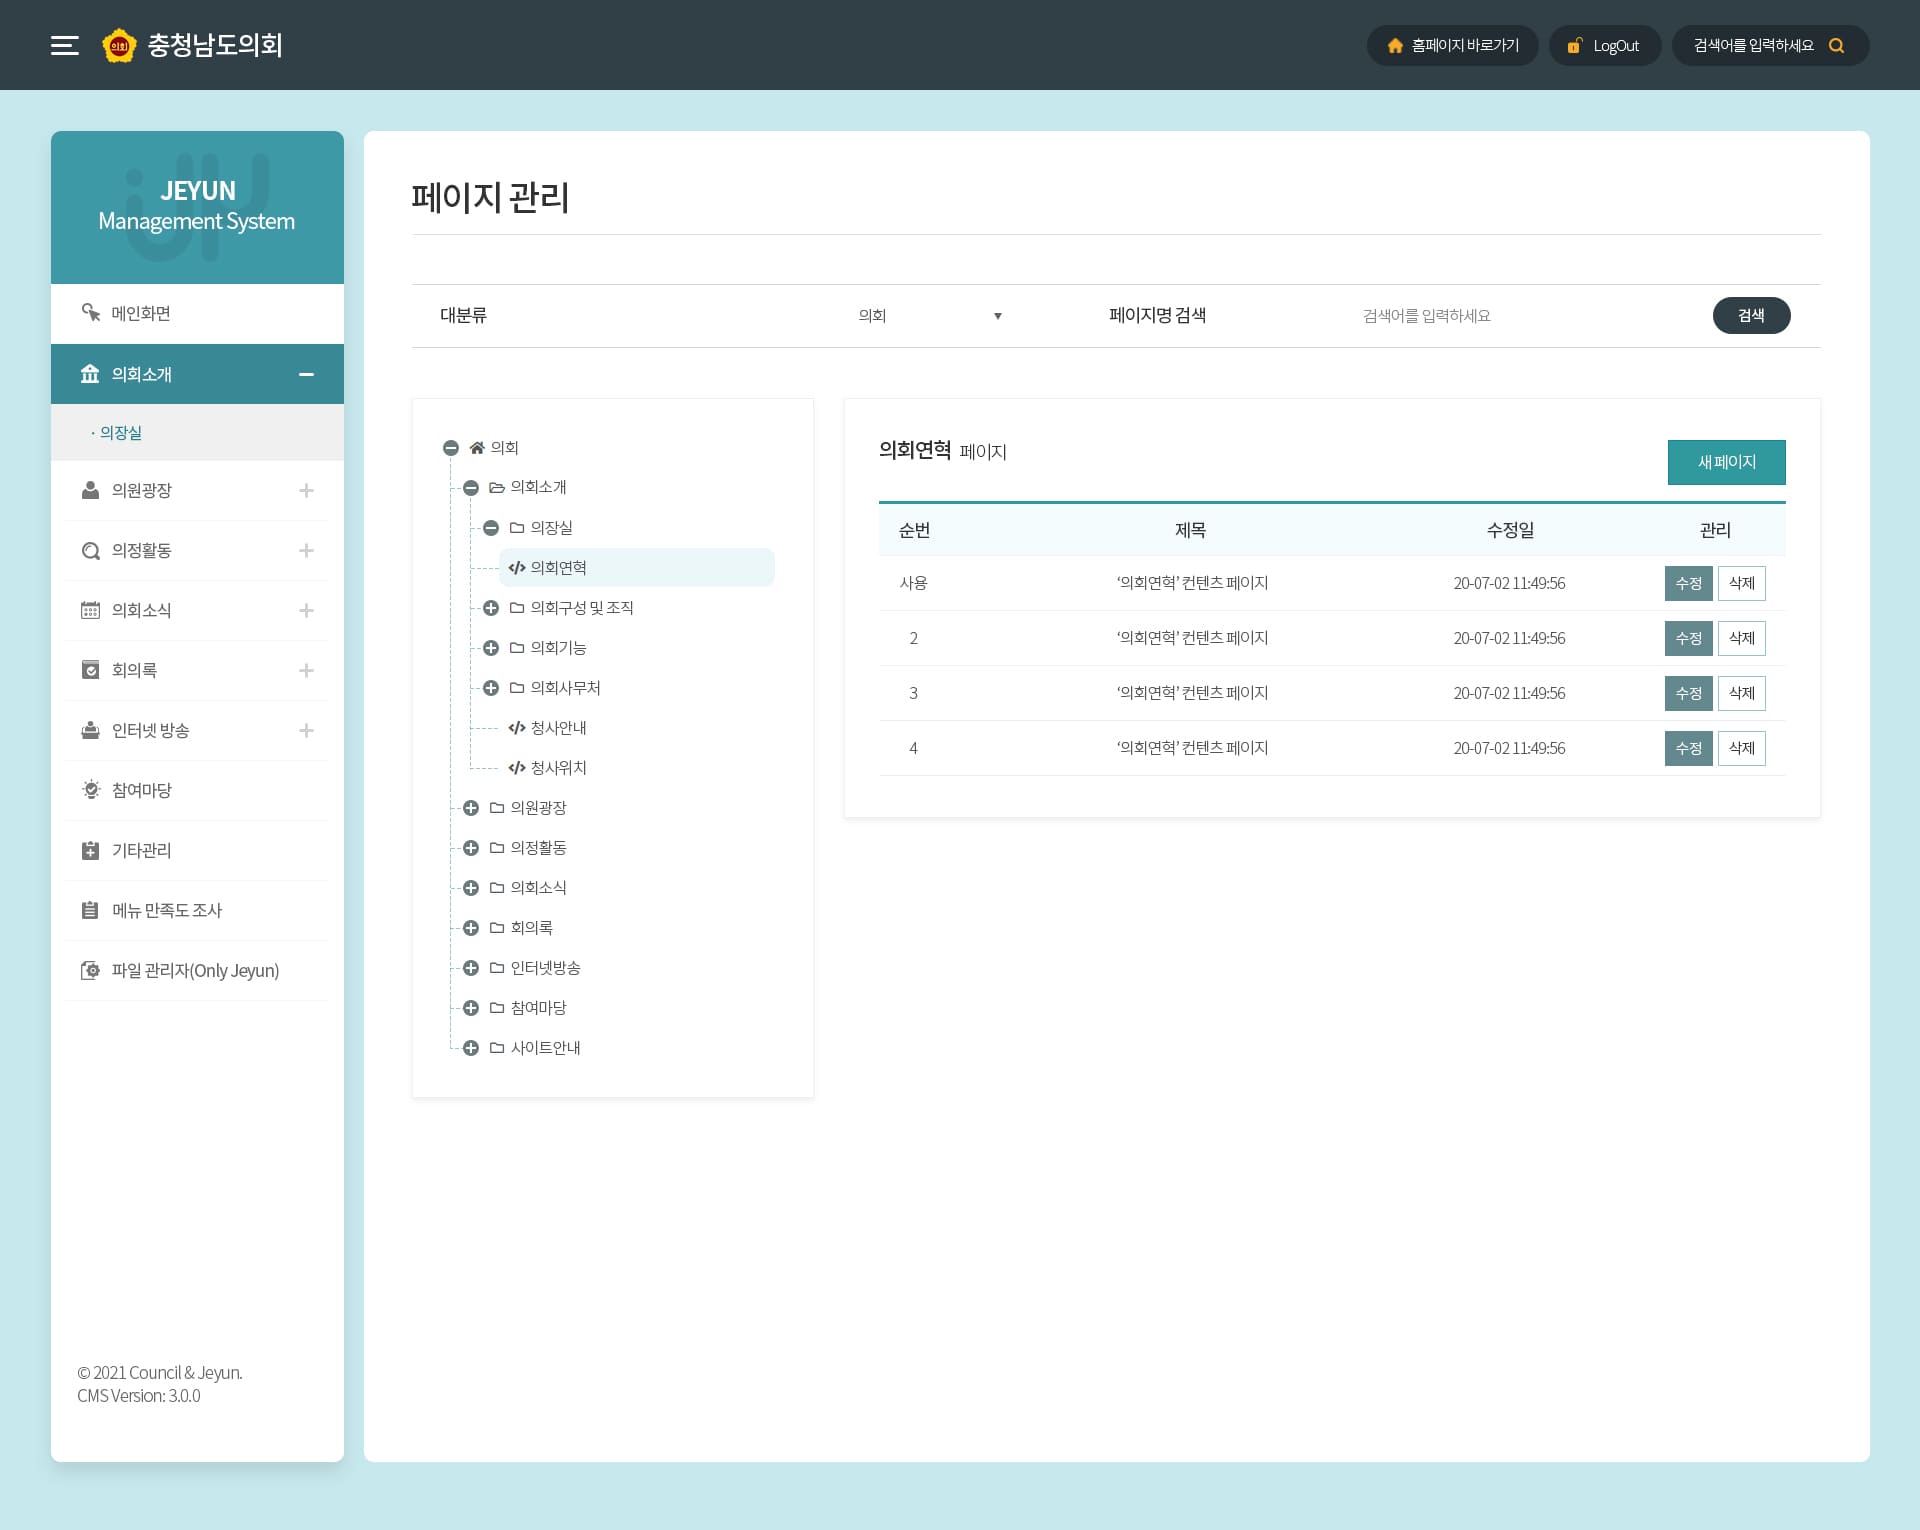 의회 충청남도의회
홈페이지 바로가기
LogOut
검색어를 입력하세요
JEYUN
Management System
메인화면
의회소개
· 의장실
의원광장
의정활동
의회소식
회의록
인터넷 방송
참여마당
기타관리
메뉴 만족도 조사
파일 관리자(Only Jeyun)
© 2021 Council & Jeyun.
CMS Version: 3.0.0
페이지 관리
대분류 의회 페이지명 검색 검색어를 입력하세요 검색
의회
의회소개
의장실
의회연혁
의회구성 및 조직
의회기능
의회사무처
청사안내
청사위치
의원광장
의정활동
의회소식
회의록
인터넷방송
참여마당
사이트안내
의회연혁 페이지
새 페이지
순번 제목 수정일 관리
사용 ‘의회연혁’ 컨텐츠 페이지 20-07-02 11:49:56 수정 삭제
2 ‘의회연혁’ 컨텐츠 페이지 20-07-02 11:49:56 수정 삭제
3 ‘의회연혁’ 컨텐츠 페이지 20-07-02 11:49:56 수정 삭제
4 ‘의회연혁’ 컨텐츠 페이지 20-07-02 11:49:56 수정 삭제